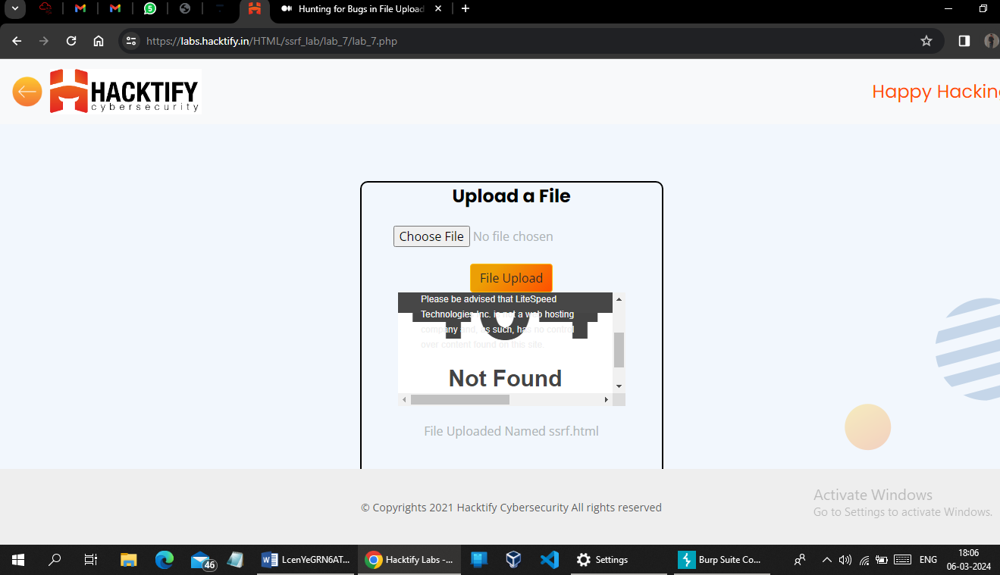 Hunting for Bugs in File Upload
https://labs.hacktify.in/HTML/ssrf_lab/lab_7/lab_7.php
HACKTIFY
cybersecurity
Happy Hackin
Upload a File
Choose File No file chosen
File Upload
Please be advised that LiteSpeed
Technologies Inc. is not a web hosting
company and, as such, has no control
over content found on this site.
Not Found
File Uploaded Named ssrf.html
© Copyrights 2021 Hacktify Cybersecurity All rights reserved
Activate Windows
Go to Settings to activate Windows.
5
46
LcenYeGRN6AT...
Hacktify Labs -...
Settings
Burp Suite Co...
ENG
18:06
06-03-2024